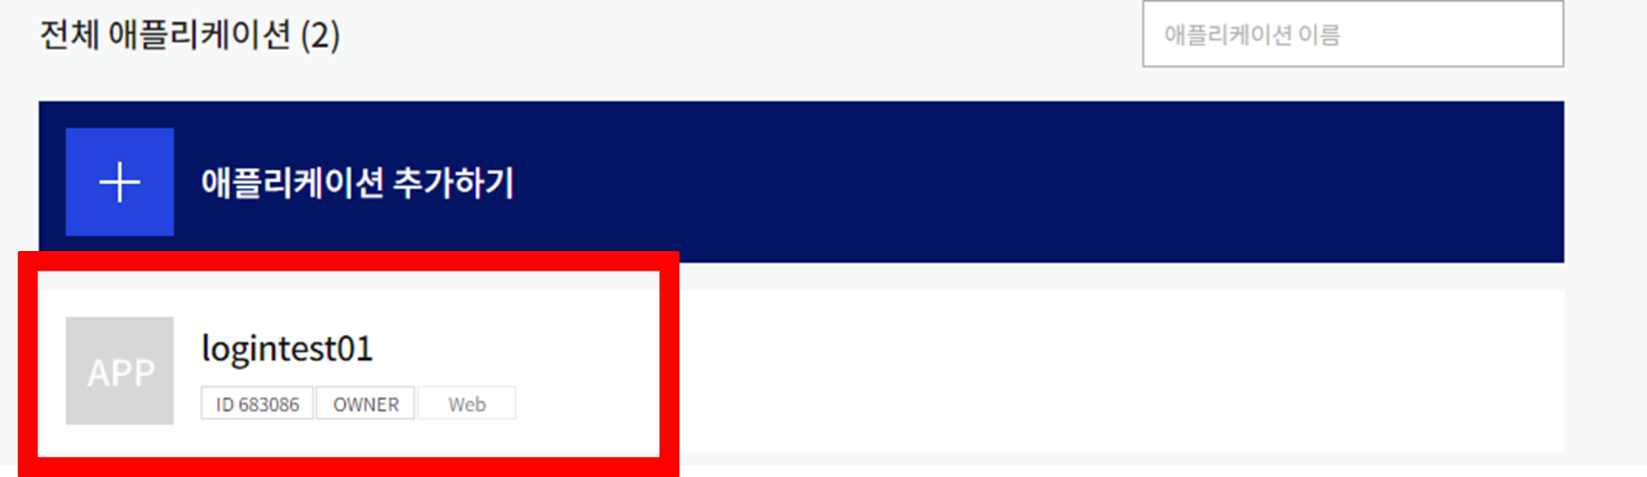 전체 애플리케이션 (2)
애플리케이션 이름
애플리케이션 추가하기
APP
logintest01
ID 683086 OWNER Web